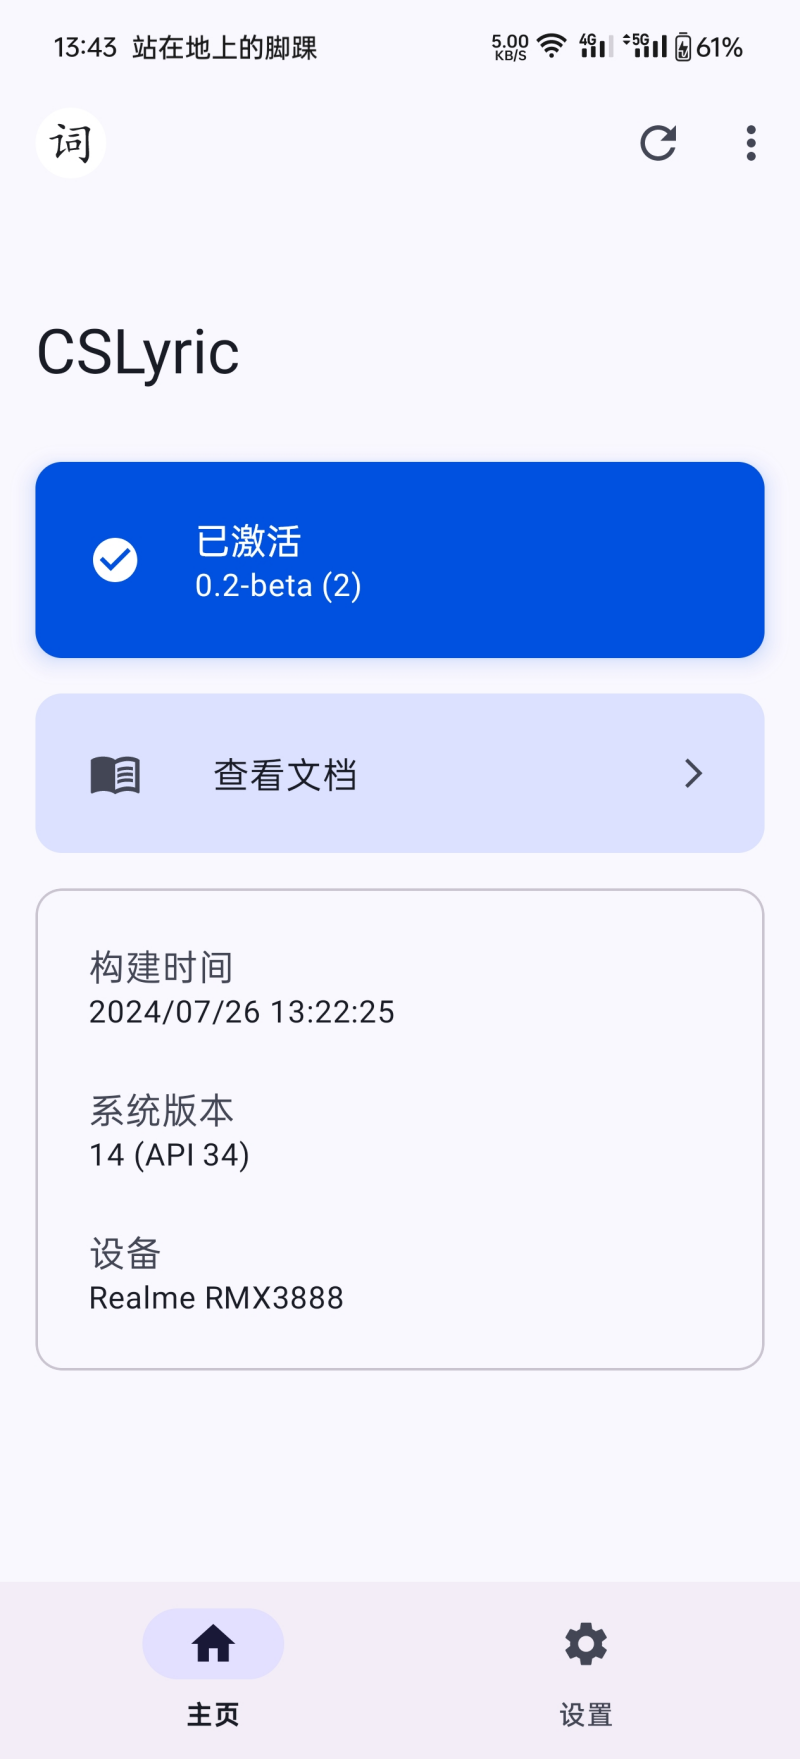 13:43 站在地上的脚踝 5.00 KB/S 4G 5G 61%
词
CSLyric
已激活
0.2-beta (2)
查看文档
构建时间
2024/07/26 13:22:25
系统版本
14 (API 34)
设备
Realme RMX3888
主页 设置